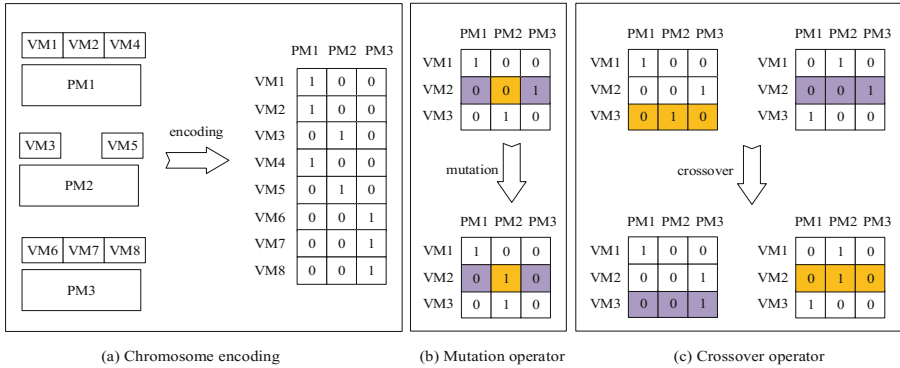 VM1 VM2 VM4
PM1
VM3 VM5
PM2
VM6 VM7 VM8
PM3
encoding
PM1 PM2 PM3
VM1 1 0 0
VM2 1 0 0
VM3 0 1 0
VM4 1 0 0
VM5 0 1 0
VM6 0 0 1
VM7 0 0 1
VM8 0 0 1
(a) Chromosome encoding
PM1 PM2 PM3
VM1 1 0 0
VM2 0 0 1
VM3 0 1 0
mutation
PM1 PM2 PM3
VM1 1 0 0
VM2 0 1 0
VM3 0 1 0
(b) Mutation operator
PM1 PM2 PM3
VM1 1 0 0
VM2 0 0 1
VM3 0 1 0
PM1 PM2 PM3
VM1 0 1 0
VM2 0 0 1
VM3 1 0 0
crossover
PM1 PM2 PM3
VM1 1 0 0
VM2 0 0 1
VM3 0 0 1
PM1 PM2 PM3
VM1 0 1 0
VM2 0 1 0
VM3 1 0 0
(c) Crossover operator